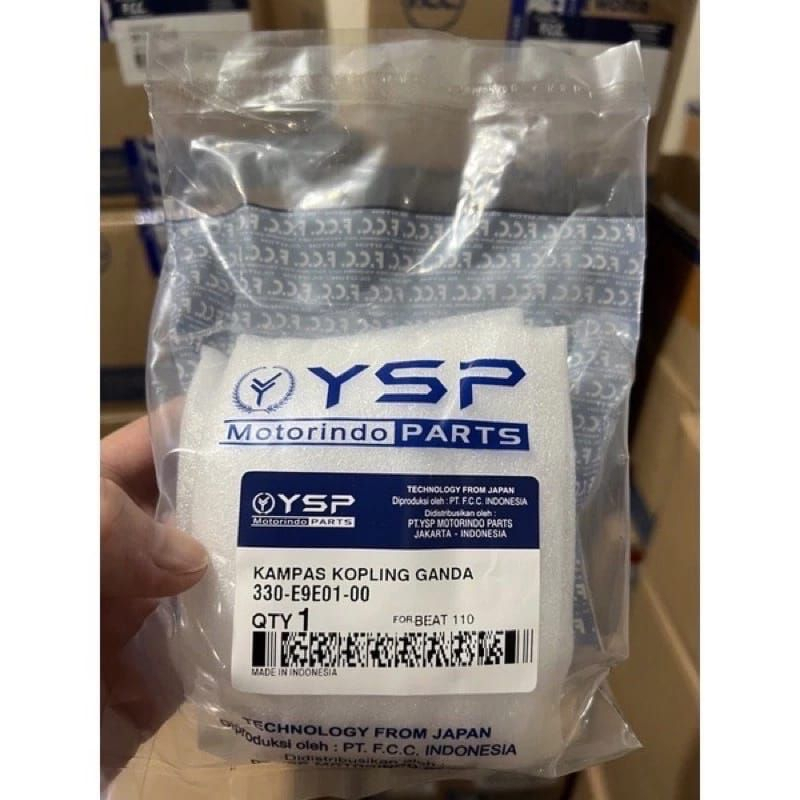 F.C.C. F.C.C. F.C.C. F.C.C.
YSP
Motorindo PARTS
YSP
Motorindo PARTS
TECHNOLOGY FROM JAPAN
Diproduksi oleh : PT. F.C.C. INDONESIA
Didistribusikan oleh :
PT.YSP MOTORINDO PARTS
JAKARTA - INDONESIA
KAMPAS KOPLING GANDA
330-E9E01-00
QTY 1
FOR BEAT 110
MADE IN INDONESIA
TECHNOLOGY FROM JAPAN
Diproduksi oleh : PT. F.C.C. INDONESIA
Didistribusikan oleh :